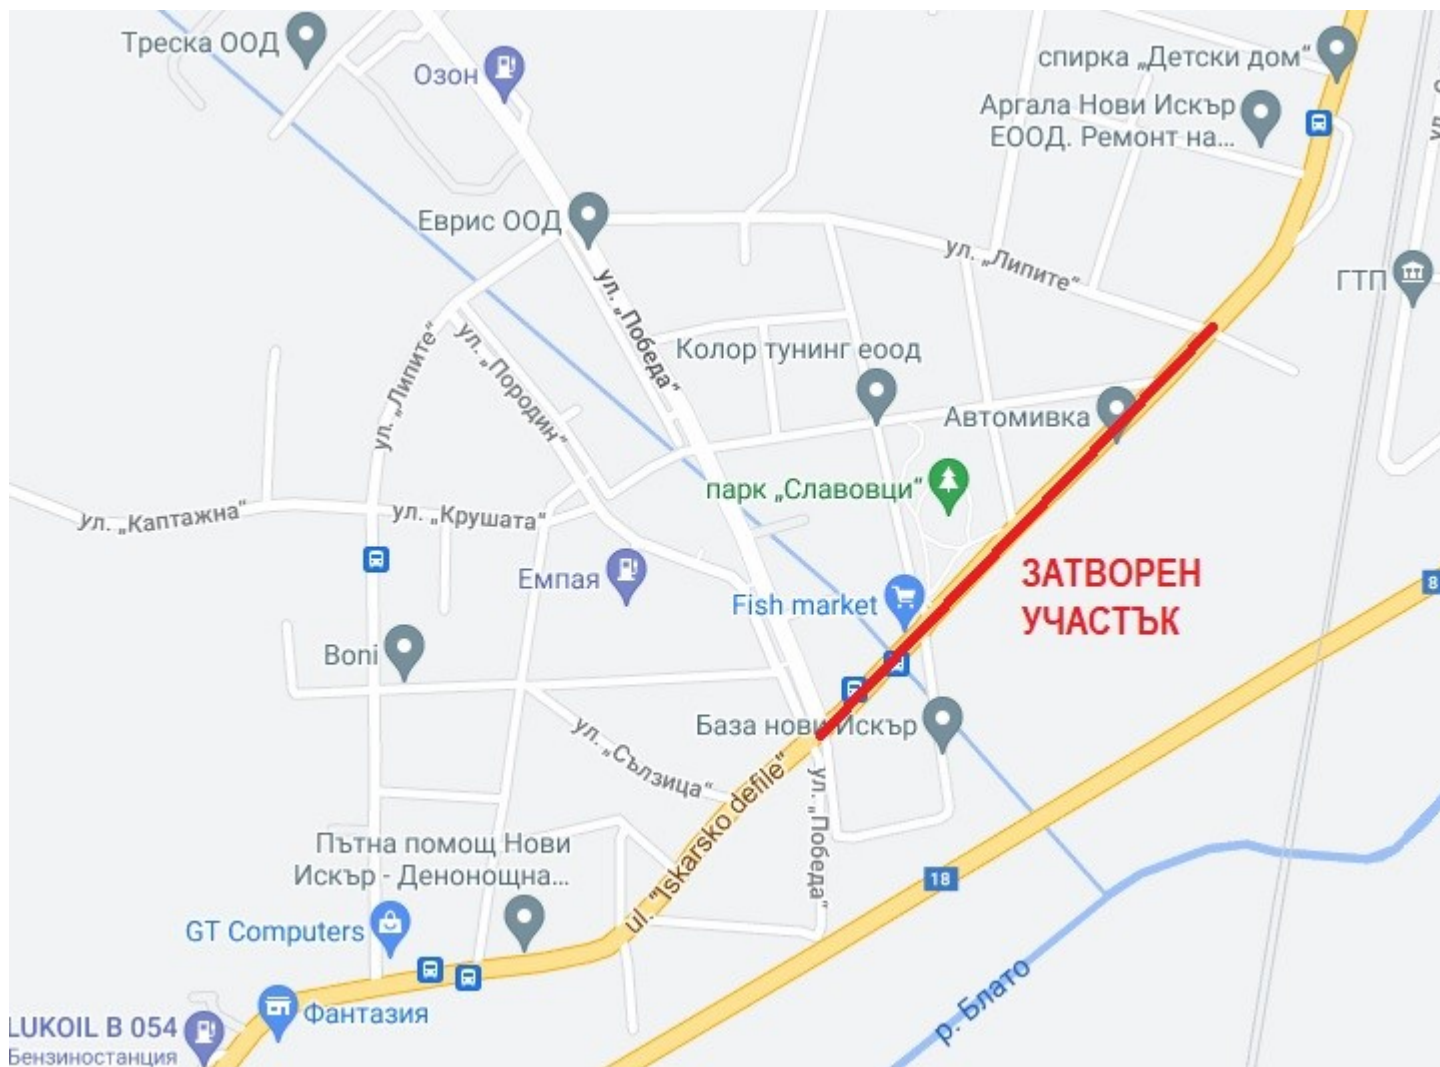 Треска ООД
Озон
спирка „Детски дом“
Аргала Нови Искър
ЕООД. Ремонт на...
Еврис ООД
ул. „Липите“
ГТП
ул. „Победа“
ул. „Липите“
ул. „Породин“
Колор тунинг еоод
Автомивка
парк „Славовци“
ул. „Каптажна“
ул. „Крушата“
Емпая
Fish market
ЗАТВОРЕН
УЧАСТЪК
8
Boni
База нови Искър
ул. „Сълзица“
ul. "Iskarsko defile"
ул. „Победа“
Пътна помощ Нови
Искър - Денонощна...
18
GT Computers
Фантазия
р. Блато
LUKOIL B 054
Бензиностанция